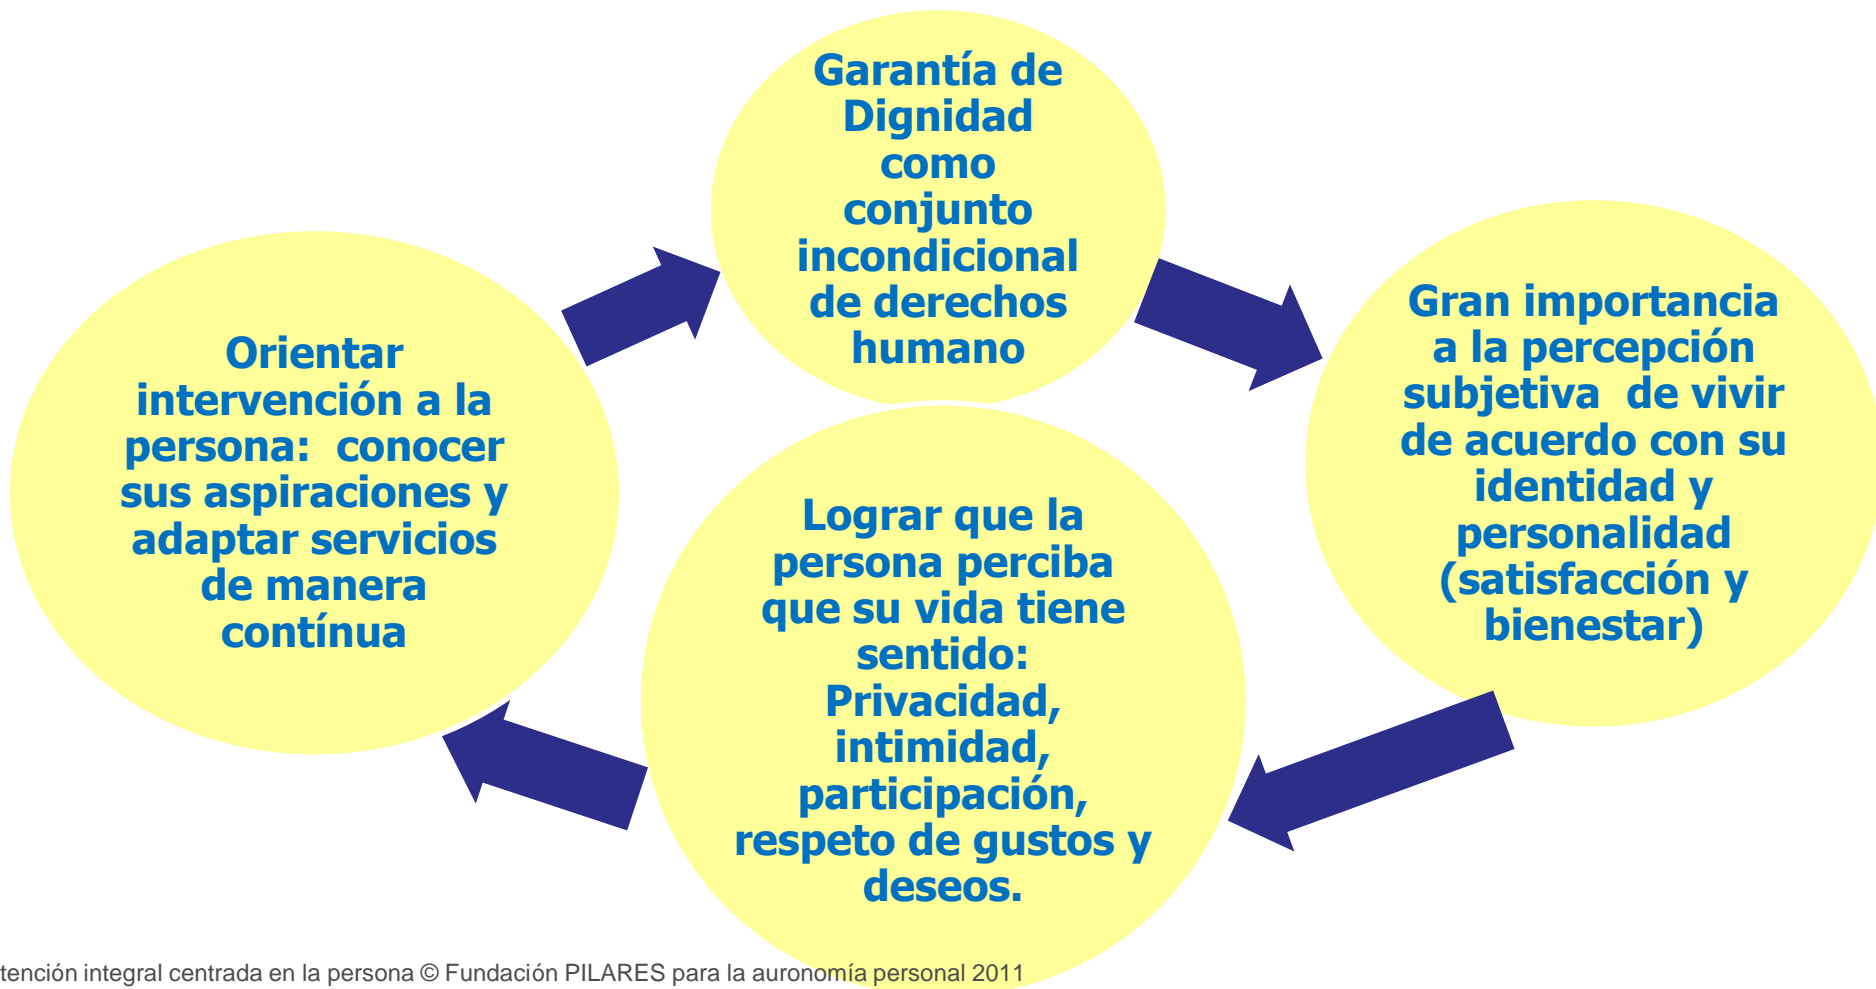 Garantía de
Dignidad
como
conjunto
incondicional
de derechos
humano
Gran importancia
a la percepción
subjetiva de vivir
de acuerdo con su
identidad y
personalidad
(satisfacción y
bienestar)
Lograr que la
persona perciba
que su vida tiene
sentido:
Privacidad,
intimidad,
participación,
respeto de gustos y
deseos.
Orientar
intervención a la
persona: conocer
sus aspiraciones y
adaptar servicios
de manera
contínua
tención integral centrada en la persona © Fundación PILARES para la auronomía personal 2011